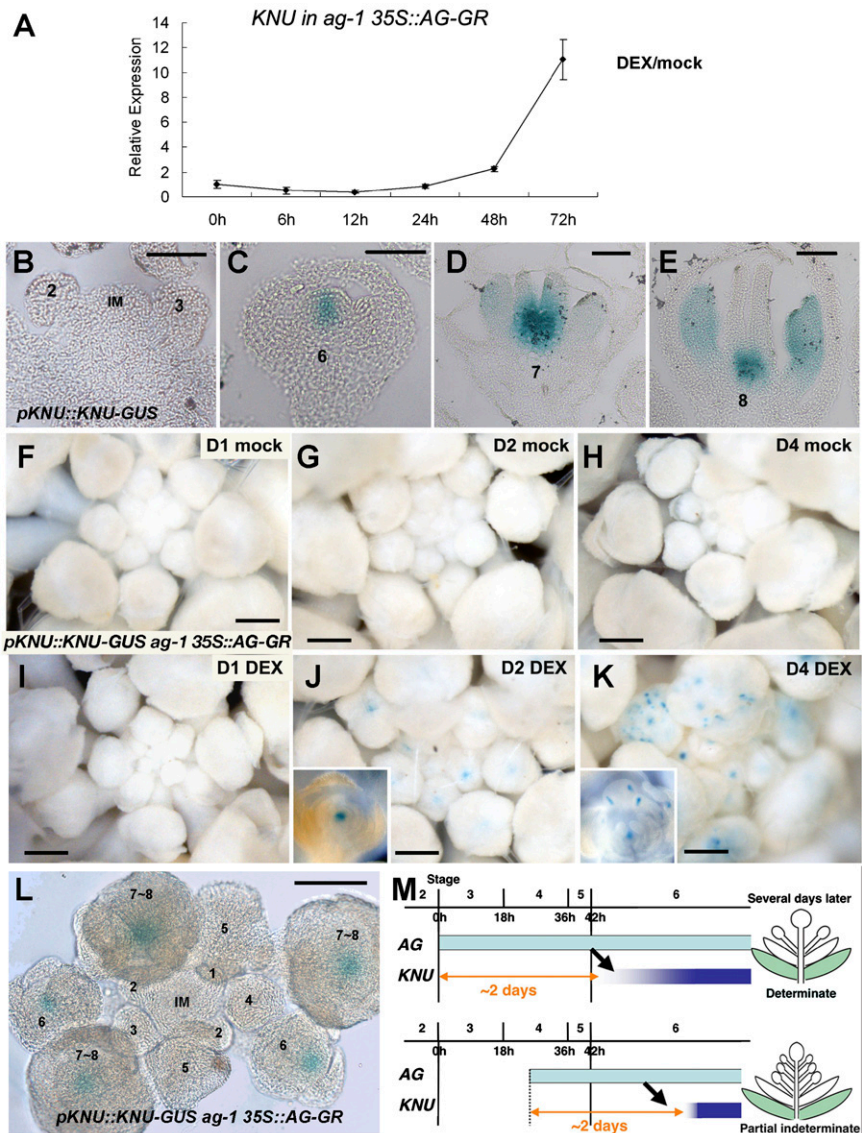 A
KNU in ag-1 35S::AG-GR
Relative Expression
14
12
10
8
6
4
2
0
0h 6h 12h 24h 48h 72h
DEX/mock
B
2
IM
3
pKNU::KNU-GUS
C
6
D
7
E
8
F
D1 mock
pKNU::KNU-GUS ag-1 35S::AG-GR
G
D2 mock
H
D4 mock
I
D1 DEX
J
D2 DEX
K
D4 DEX
L
7~8
5
7~8
1
2
IM
4
6
3
2
6
7~8
5
pKNU::KNU-GUS ag-1 35S::AG-GR
M
Stage
2 3 4 5 6
0h 18h 36h 42h
AG
KNU
~2 days
Several days later
Determinate
2 3 4 5 6
0h 18h 36h 42h
AG
KNU
~2 days
Partial indeterminate